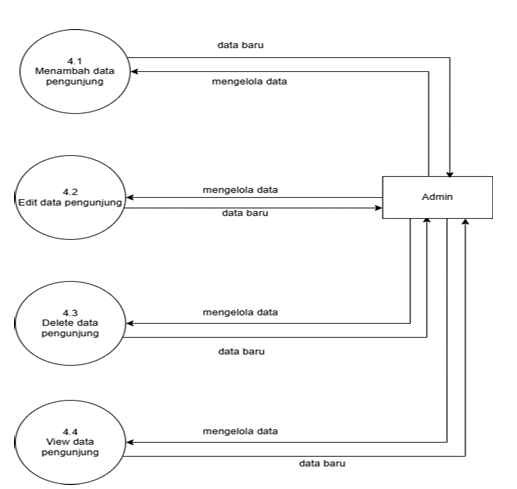 data baru
4.1
Menambah data
pengunjung
mengelola data
4.2
Edit data pengunjung
mengelola data
data baru
Admin
4.3
Delete data
pengunjung
mengelola data
data baru
4.4
View data
pengunjung
mengelola data
data baru